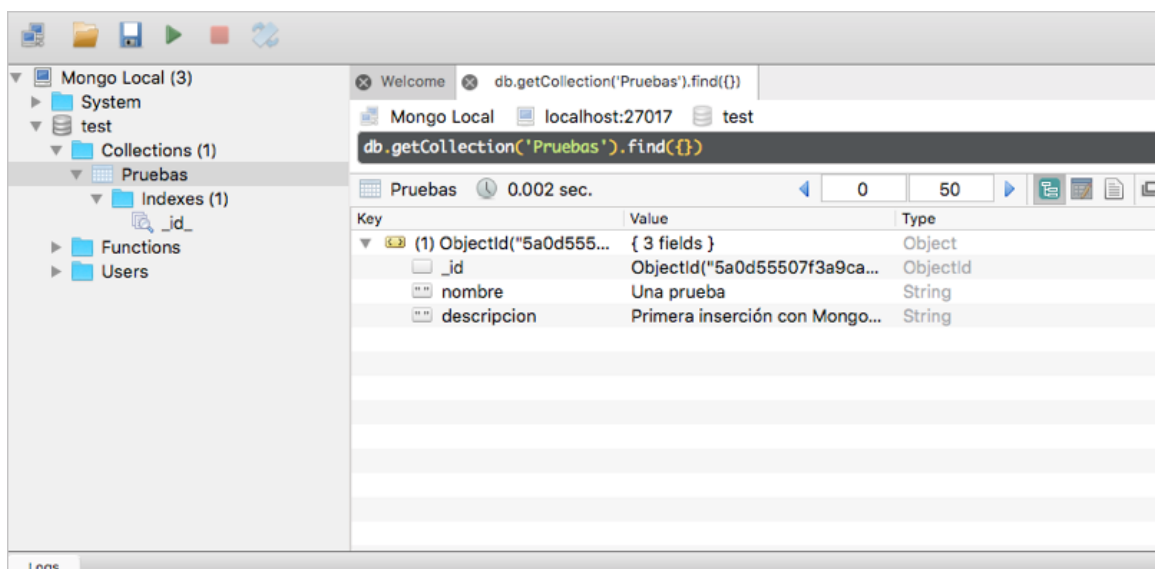 Mongo Local (3)
System
test
Collections (1)
Pruebas
Indexes (1)
_id_
Functions
Users
Welcome db.getCollection('Pruebas').find({})
Mongo Local localhost:27017 test
db.getCollection('Pruebas').find({})
Pruebas 0.002 sec. 0 50
Key Value Type
(1) ObjectId("5a0d555... { 3 fields } Object
_id ObjectId("5a0d55507f3a9ca... ObjectId
nombre Una prueba String
descripcion Primera inserción con Mongo... String
Logs